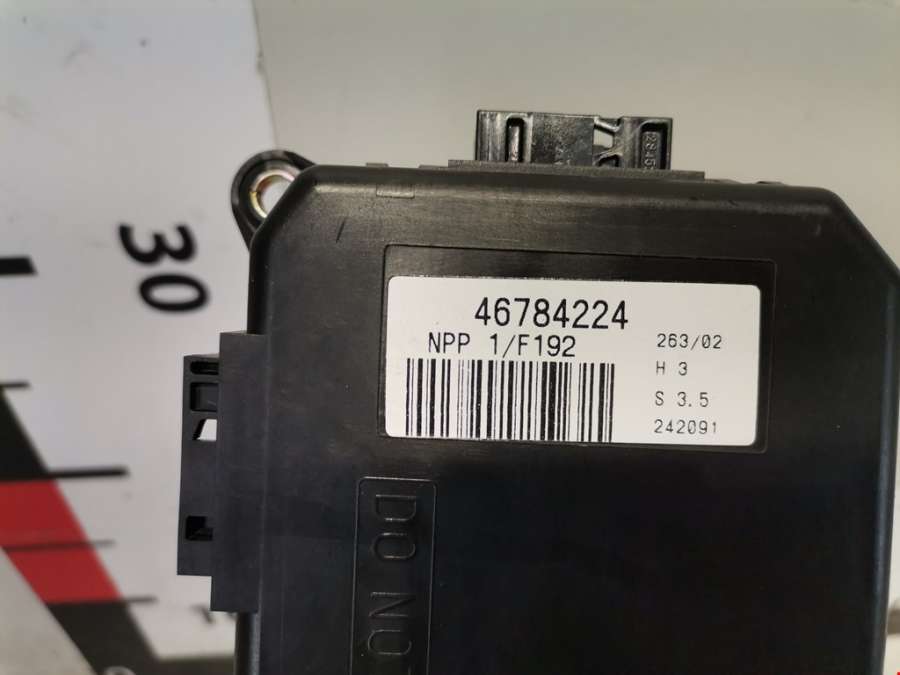 30
46784224
NPP 1/F192
263/02
H 3
S 3.5
242091
DO NO